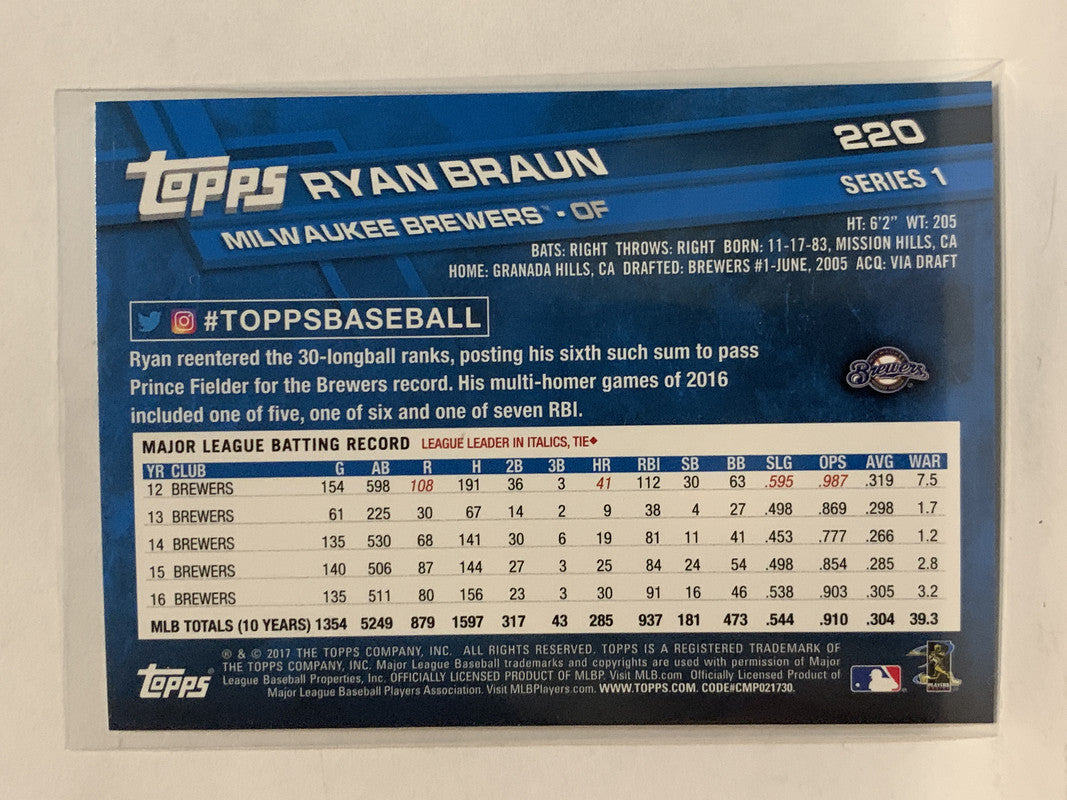 220
TOPPS RYAN BRAUN
SERIES 1
MILWAUKEE BREWERS™ • OF
HT: 6'2" WT: 205
BATS: RIGHT THROWS: RIGHT BORN: 11-17-83, MISSION HILLS, CA
HOME: GRANADA HILLS, CA DRAFTED: BREWERS #1-JUNE, 2005 ACQ: VIA DRAFT
#TOPPSBASEBALL
Ryan reentered the 30-longball ranks, posting his sixth such sum to pass
Prince Fielder for the Brewers record. His multi-homer games of 2016
included one of five, one of six and one of seven RBI.
Brewers
MAJOR LEAGUE BATTING RECORD LEAGUE LEADER IN ITALICS, TIE◆
YR CLUB G AB R H 2B 3B HR RBI SB BB SLG OPS AVG WAR
12 BREWERS 154 598 108 191 36 3 41 112 30 63 .595 .987 .319 7.5
13 BREWERS 61 225 30 67 14 2 9 38 4 27 .498 .869 .298 1.7
14 BREWERS 135 530 68 141 30 6 19 81 11 41 .453 .777 .266 1.2
15 BREWERS 140 506 87 144 27 3 25 84 24 54 .498 .854 .285 2.8
16 BREWERS 135 511 80 156 23 3 30 91 16 46 .538 .903 .305 3.2
MLB TOTALS (10 YEARS) 1354 5249 879 1597 317 43 285 937 181 473 .544 .910 .304 39.3
® & © 2017 THE TOPPS COMPANY, INC. ALL RIGHTS RESERVED. TOPPS IS A REGISTERED TRADEMARK OF
THE TOPPS COMPANY, INC. Major League Baseball trademarks and copyrights are used with permission of Major
League Baseball Properties, Inc. OFFICIALLY LICENSED PRODUCT OF MLBP. Visit MLB.com Officially Licensed Product of
Major League Baseball Players Association. Visit MLBPlayers.com. WWW.TOPPS.COM. CODE#CMP021730.
TOPPS®
PLAYERS